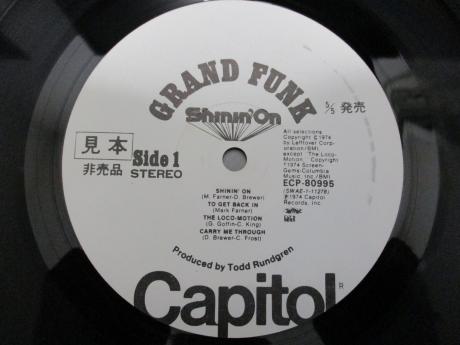 GRAND FUNK
Shinin' On
5/5 発売
見本
非売品
Side 1
STEREO
All selections
Copyright ©1974
by Leftover Corp-
oration/BMI
except "The Loco-
Motion" Copyright
©1974 Screen-
Gems-Columbia
Music, Inc./BMI
ECP-80995
(SWAE-1-11278)
℗1974 Capitol
Records, Inc.
SHININ' ON
(M. Farner-D. Brewer)
TO GET BACK IN
(Mark Farner)
THE LOCO-MOTION
(G. Goffin-C. King)
CARRY ME THROUGH
(D. Brewer-C. Frost)
Produced by Todd Rundgren
Capitol
R